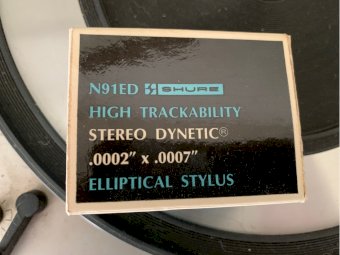 N91ED SHURE
HIGH TRACKABILITY
STEREO DYNETIC®
.0002" x .0007"
ELLIPTICAL STYLUS